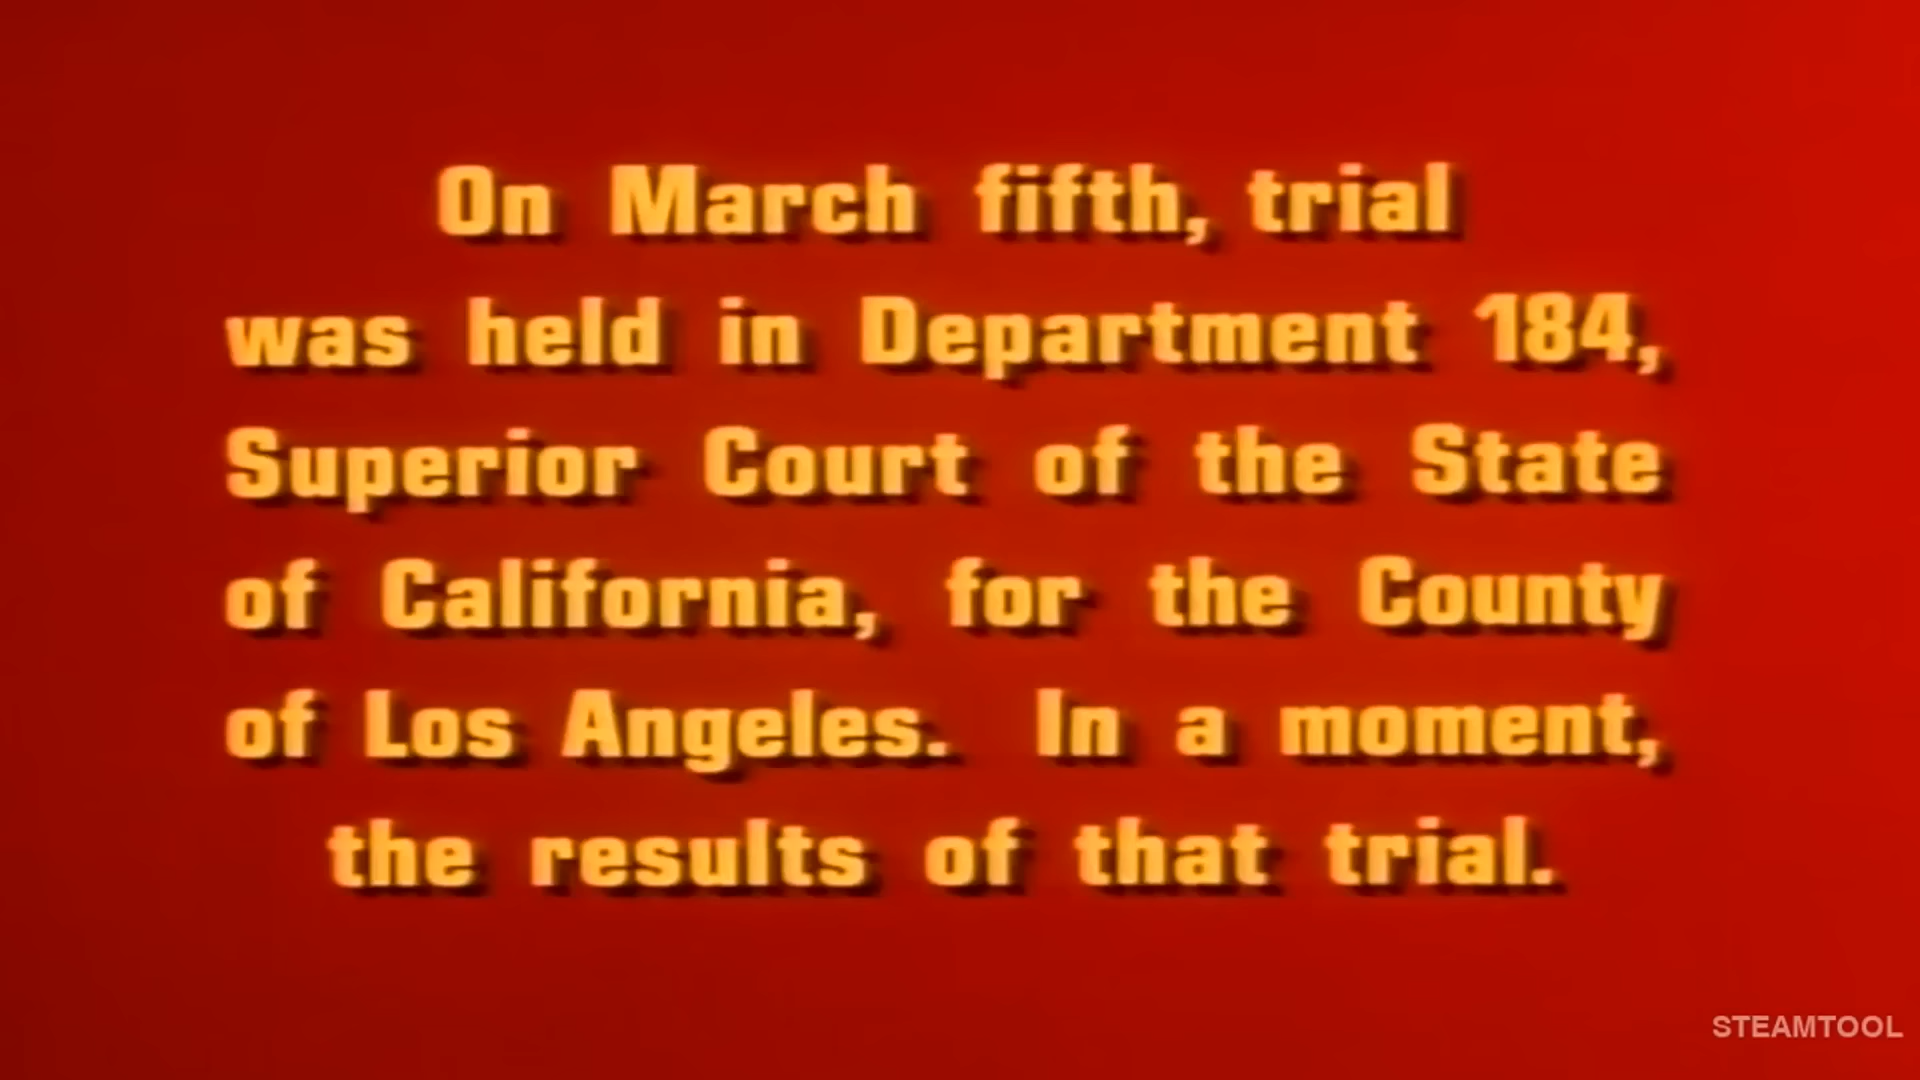 On March fifth, trial
was held in Department 184,
Superior Court of the State
of California, for the County
of Los Angeles. In a moment,
the results of that trial.
STEAMTOOL